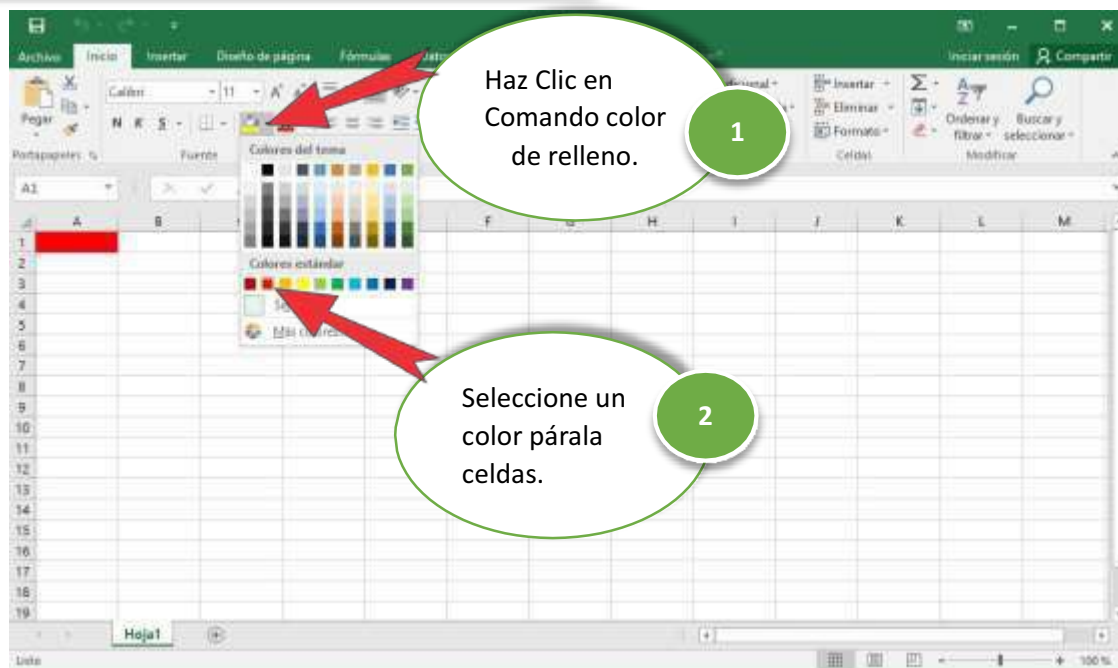 Archivo Inicio Insertar Diseño de página Fórmulas Iniciar sesión Compartir
Haz Clic en
Comando color
de relleno.
1
Calibri 11
Insertar
Eliminar
Formato
Pegar
N K S
Ordenar y
filtrar
Buscar y
seleccionar
Portapapeles Fuente Celdas Modificar
Colores del tema
A1
A B F G H I J K L M
1
2
3
4
5
6
7
8
9
10
11
12
13
14
15
16
17
18
19
Colores estándar
Más colores
Seleccione un
color párala
celdas.
2
Hoja1
Listo 100 %